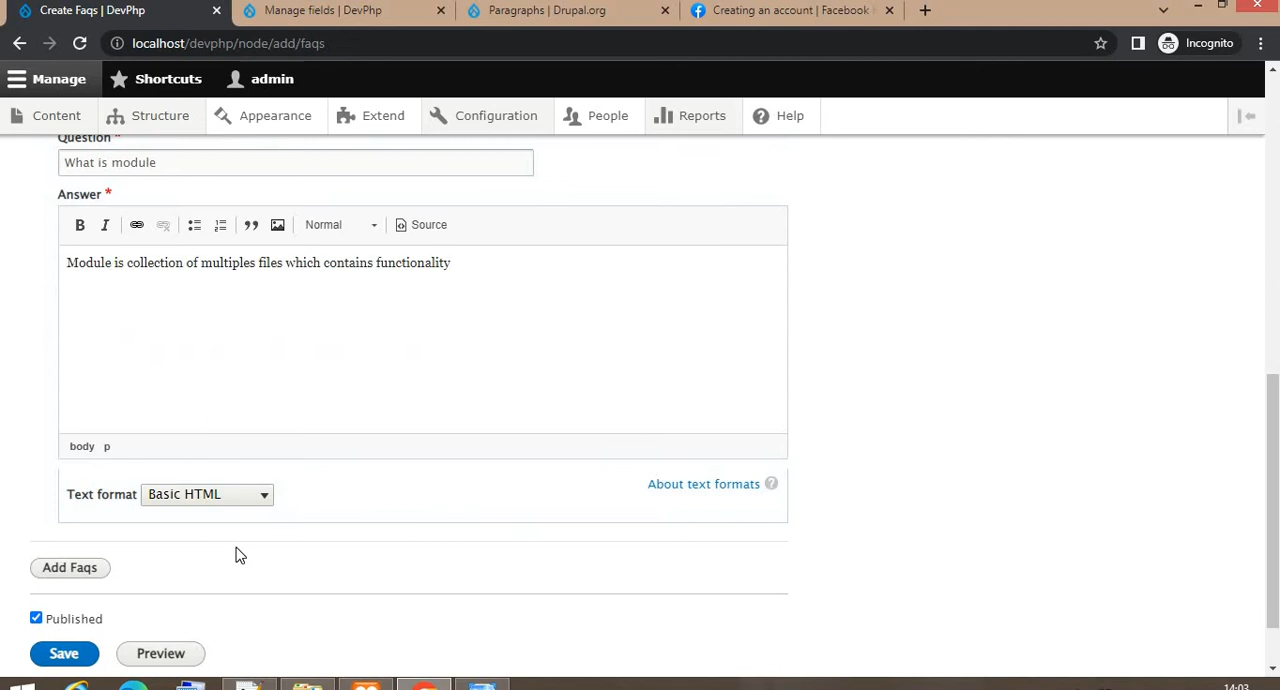 Create Faqs | DevPhp
Manage fields | DevPhp
Paragraphs | Drupal.org
Creating an account | Facebook
localhost/devphp/node/add/faqs
Incognito
Manage
Shortcuts
admin
Content
Structure
Appearance
Extend
Configuration
People
Reports
Help
Question *
What is module
Answer *
B I
Normal
Source
Module is collection of multiples files which contains functionality
body p
Text format
Basic HTML
About text formats ?
Add Faqs
Published
Save
Preview
14:03